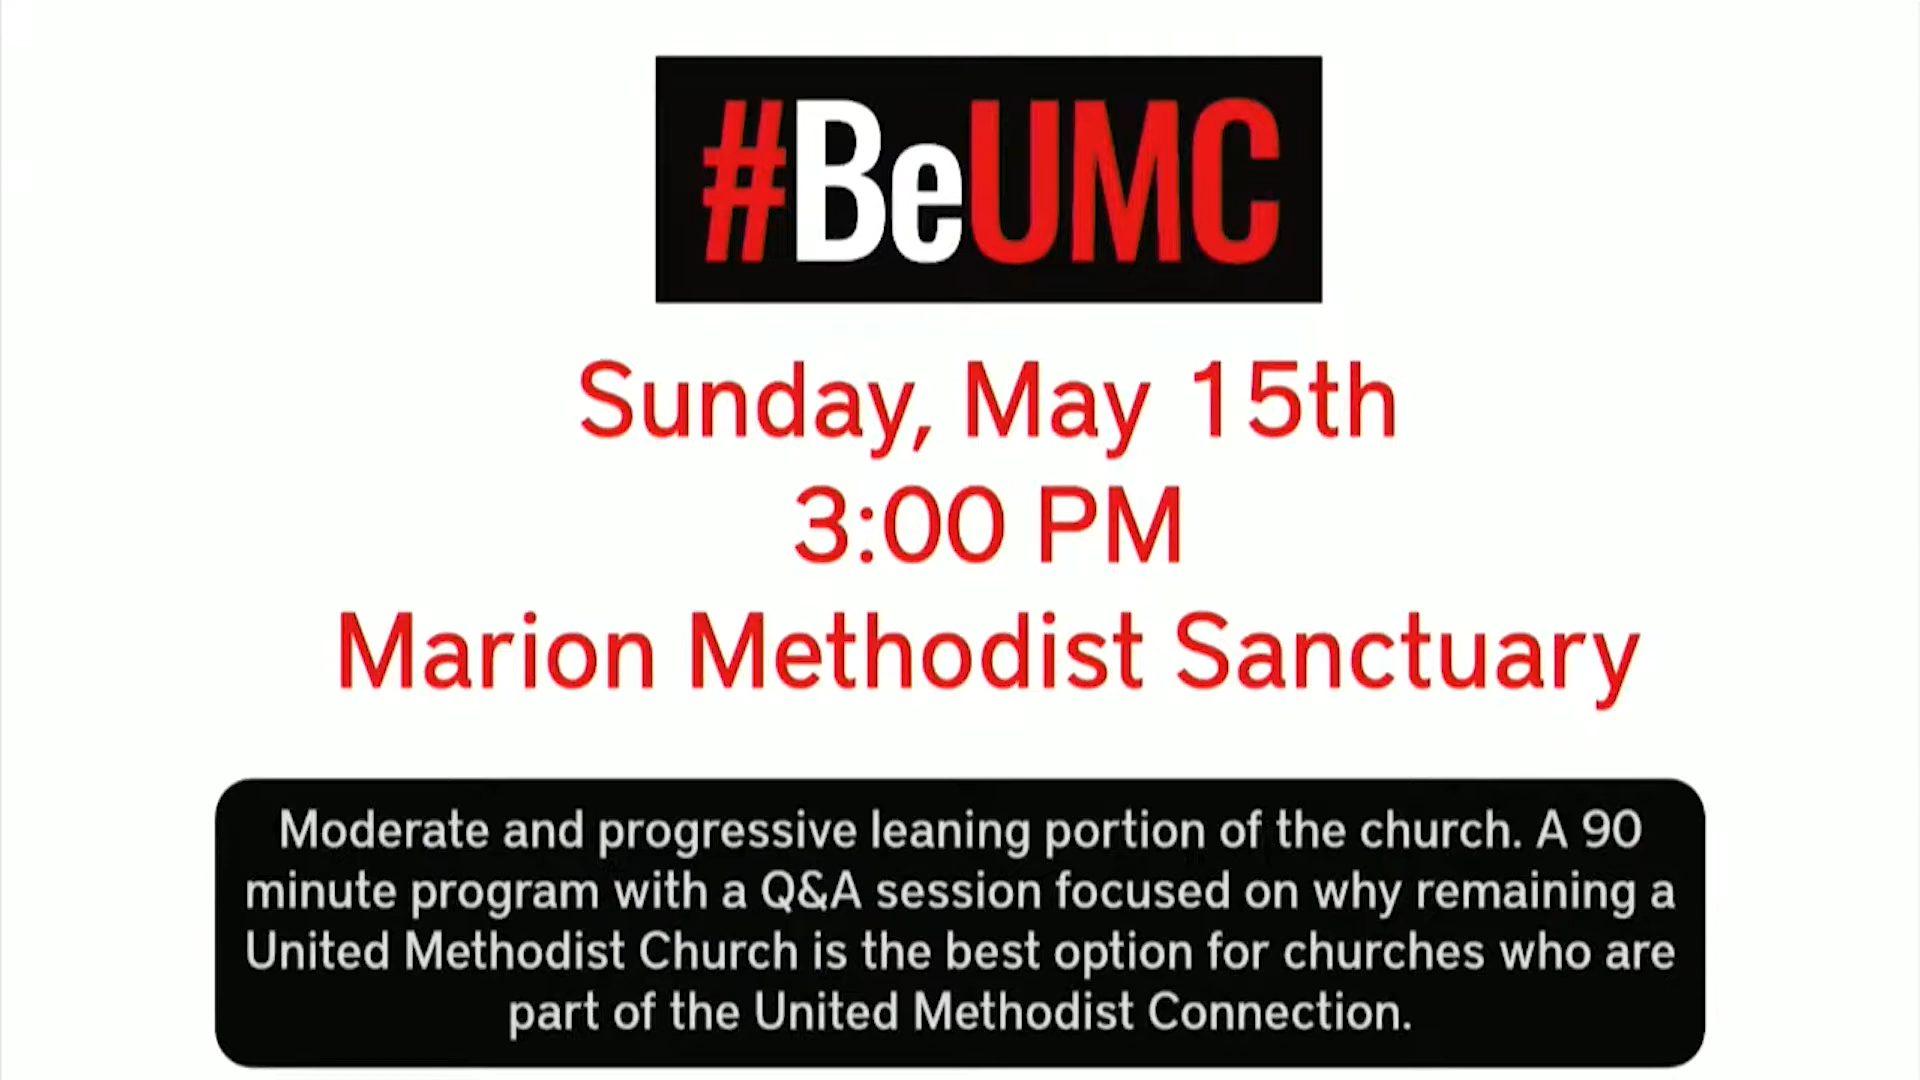 #BeUMC
Sunday, May 15th
3:00 PM
Marion Methodist Sanctuary
Moderate and progressive leaning portion of the church. A 90
minute program with a Q&A session focused on why remaining a
United Methodist Church is the best option for churches who are
part of the United Methodist Connection.